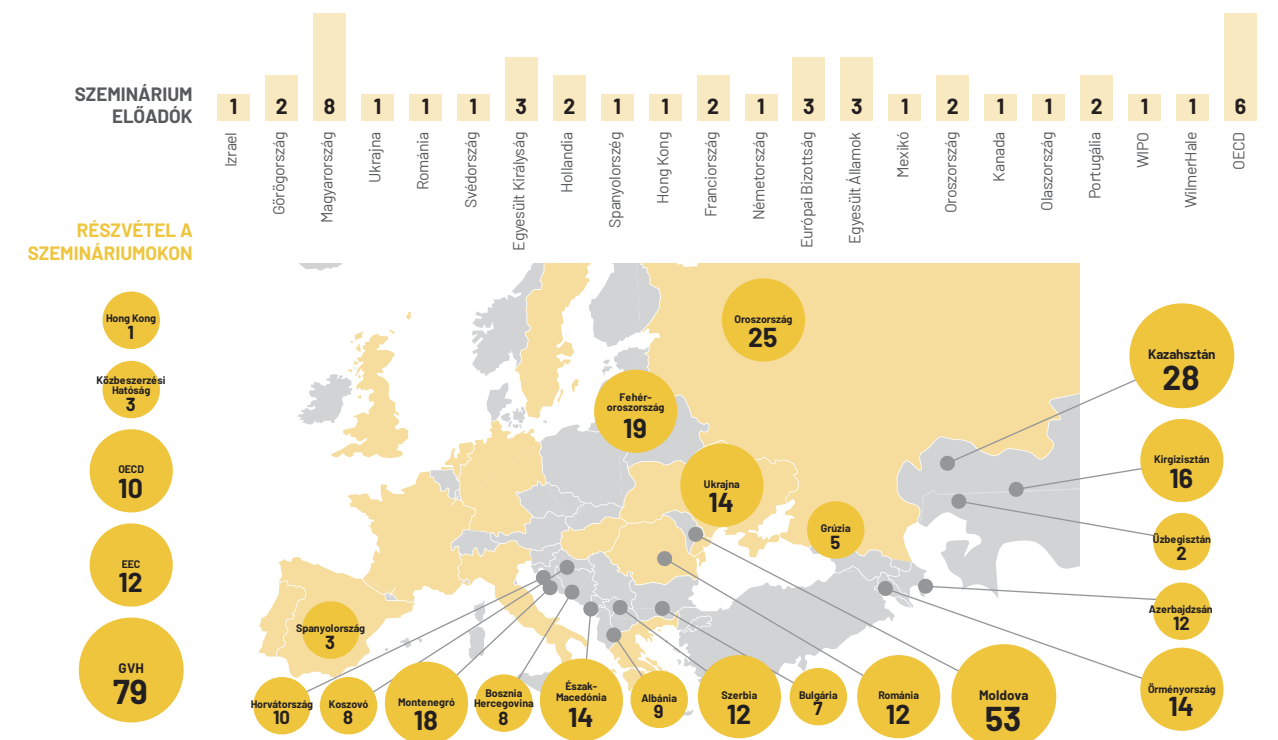 SZEMINÁRIUM
ELŐADÓK
1
2
8
1
1
1
3
2
1
1
2
1
3
3
1
2
1
1
2
1
1
6
Izrael
Görögország
Magyarország
Ukrajna
Románia
Svédország
Egyesült Királyság
Hollandia
Spanyolorszég
Hong Kong
Franciország
Németország
Európai Bizottság
Egyesült Államok
Mexikó
Oroszország
Kanada
Olaszország
Portugália
WIPO
WilmerHale
OECD
RÉSZVÉTEL A
SZEMINÁRIUMOKON
Hong Kong
1
Közbeszerzési
Hatóság
3
OECD
10
EEC
12
GVH
79
Oroszország
25
Fehér-
oroszország
19
Ukrajna
14
Grúzia
5
Spanyolország
3
Kazahsztán
28
Kirgizisztán
16
Üzbegisztán
2
Azerbajdzsán
12
Örményország
14
Horvátország
10
Koszovó
8
Montenegró
18
Bosznia
Hercegovina
8
Észak-
Macedónia
14
Albánia
9
Szerbia
12
Bulgária
7
Románia
12
Moldova
53